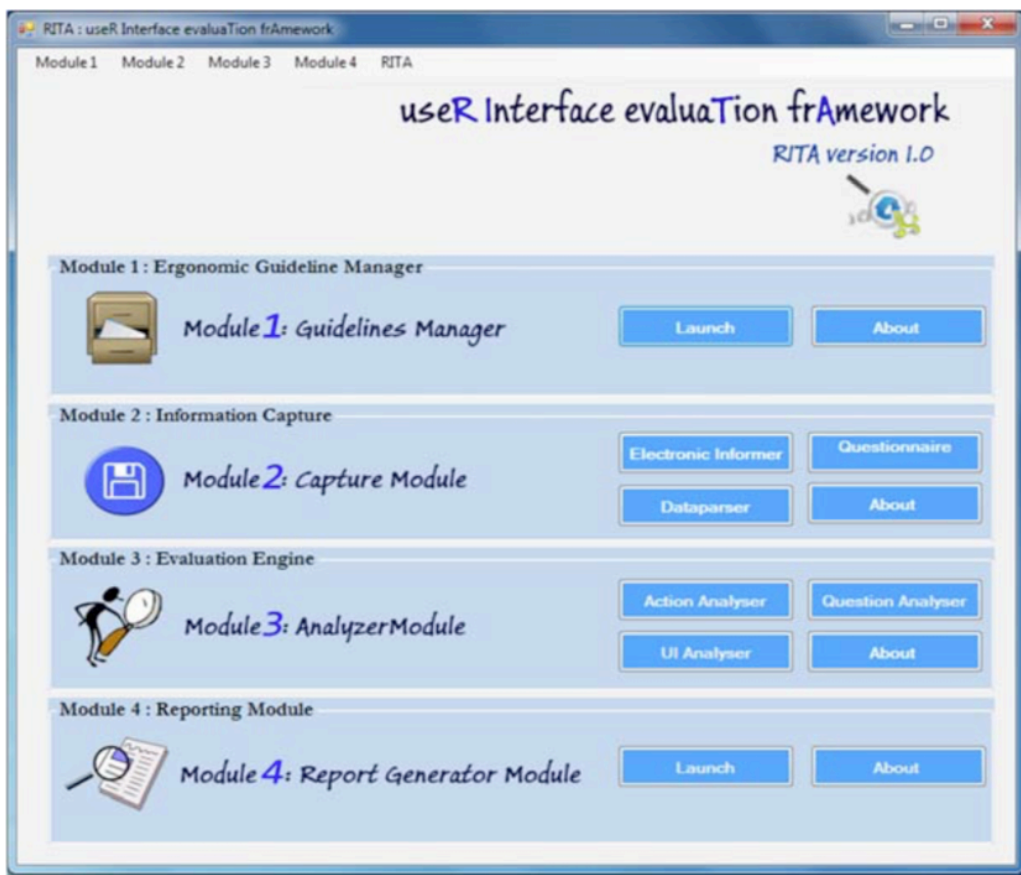 RITA : useR Interface evaluaTion frAmework
Module 1 Module 2 Module 3 Module 4 RITA
useR Interface evaluaTion frAmework
RITA version 1.0
Module 1 : Ergonomic Guideline Manager
Module 1: Guidelines Manager
Launch About
Module 2 : Information Capture
Module 2: Capture Module
Electronic Informer Questionnaire
Dataparser About
Module 3 : Evaluation Engine
Module 3: AnalyzerModule
Action Analyser Question Analyser
UI Analyser About
Module 4 : Reporting Module
Module 4: Report Generator Module
Launch About